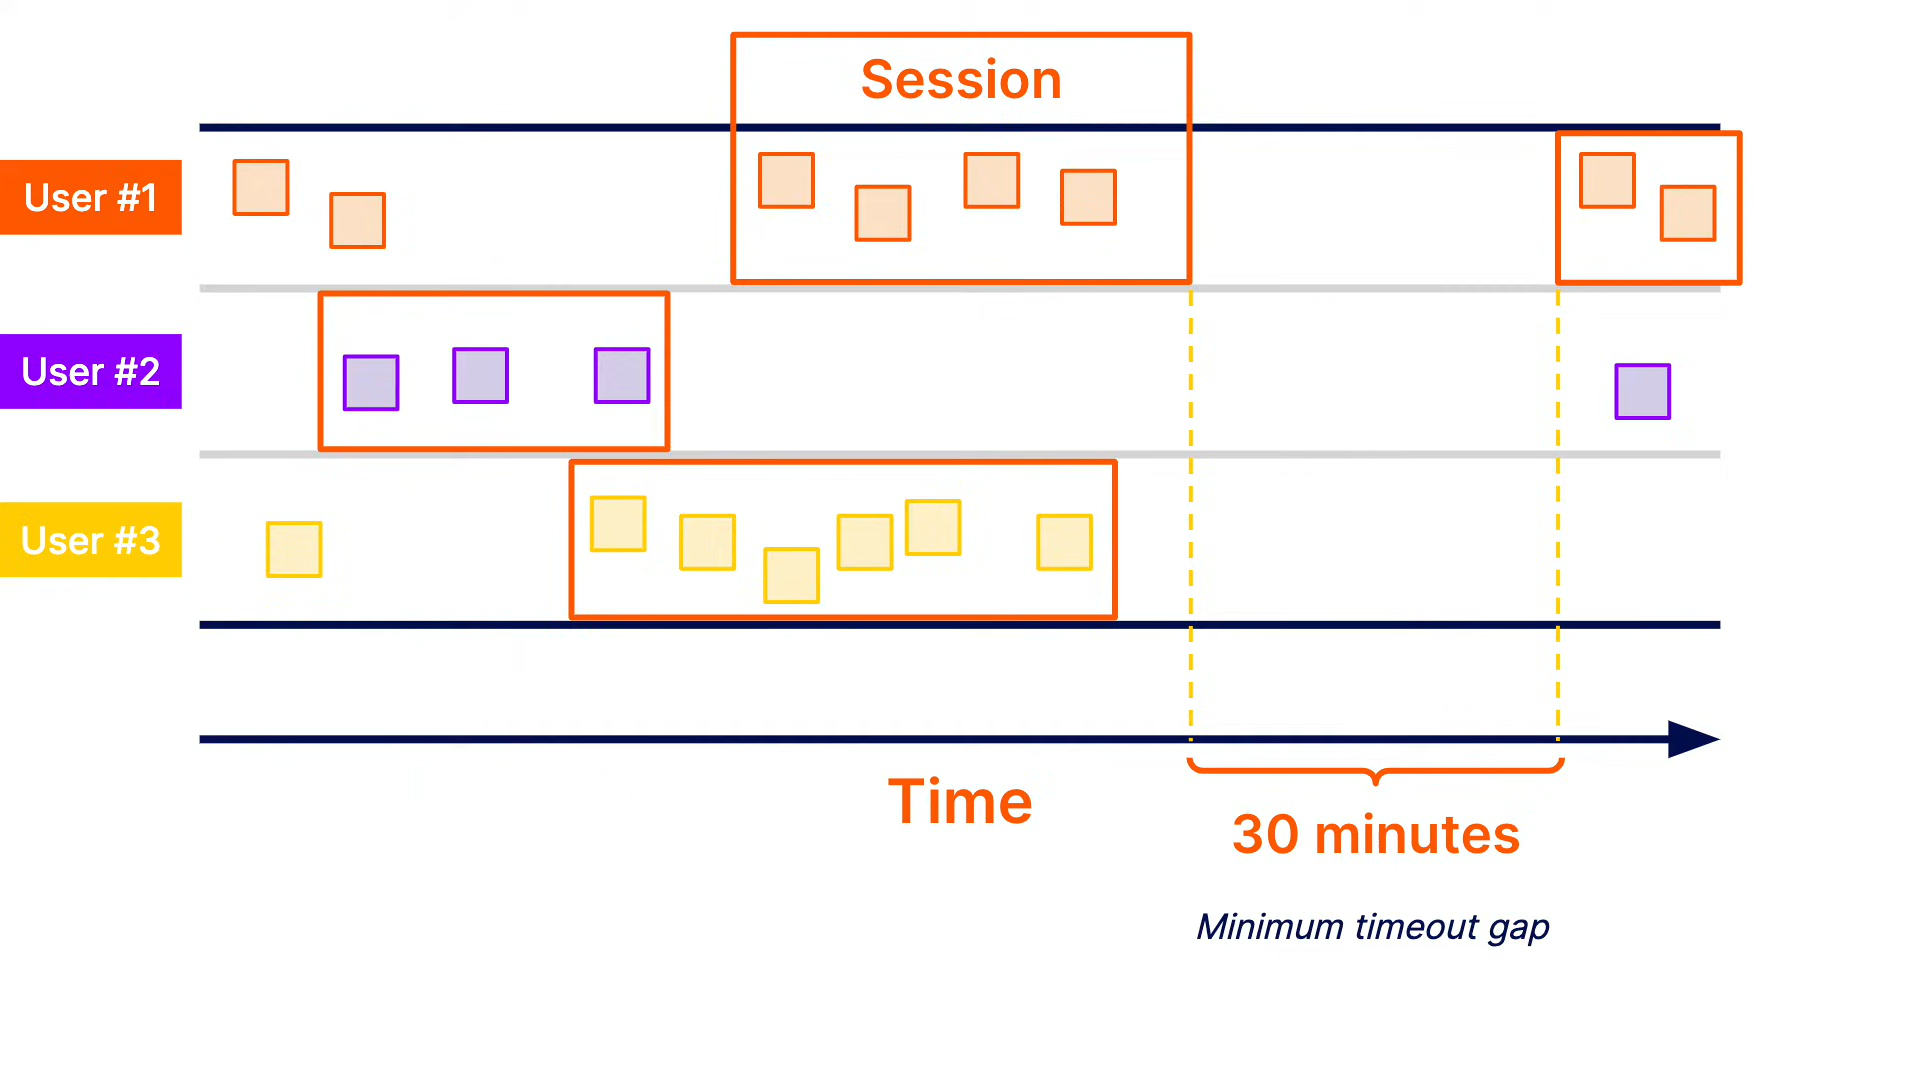 Session
User #1
User #2
User #3
Time
30 minutes
Minimum timeout gap